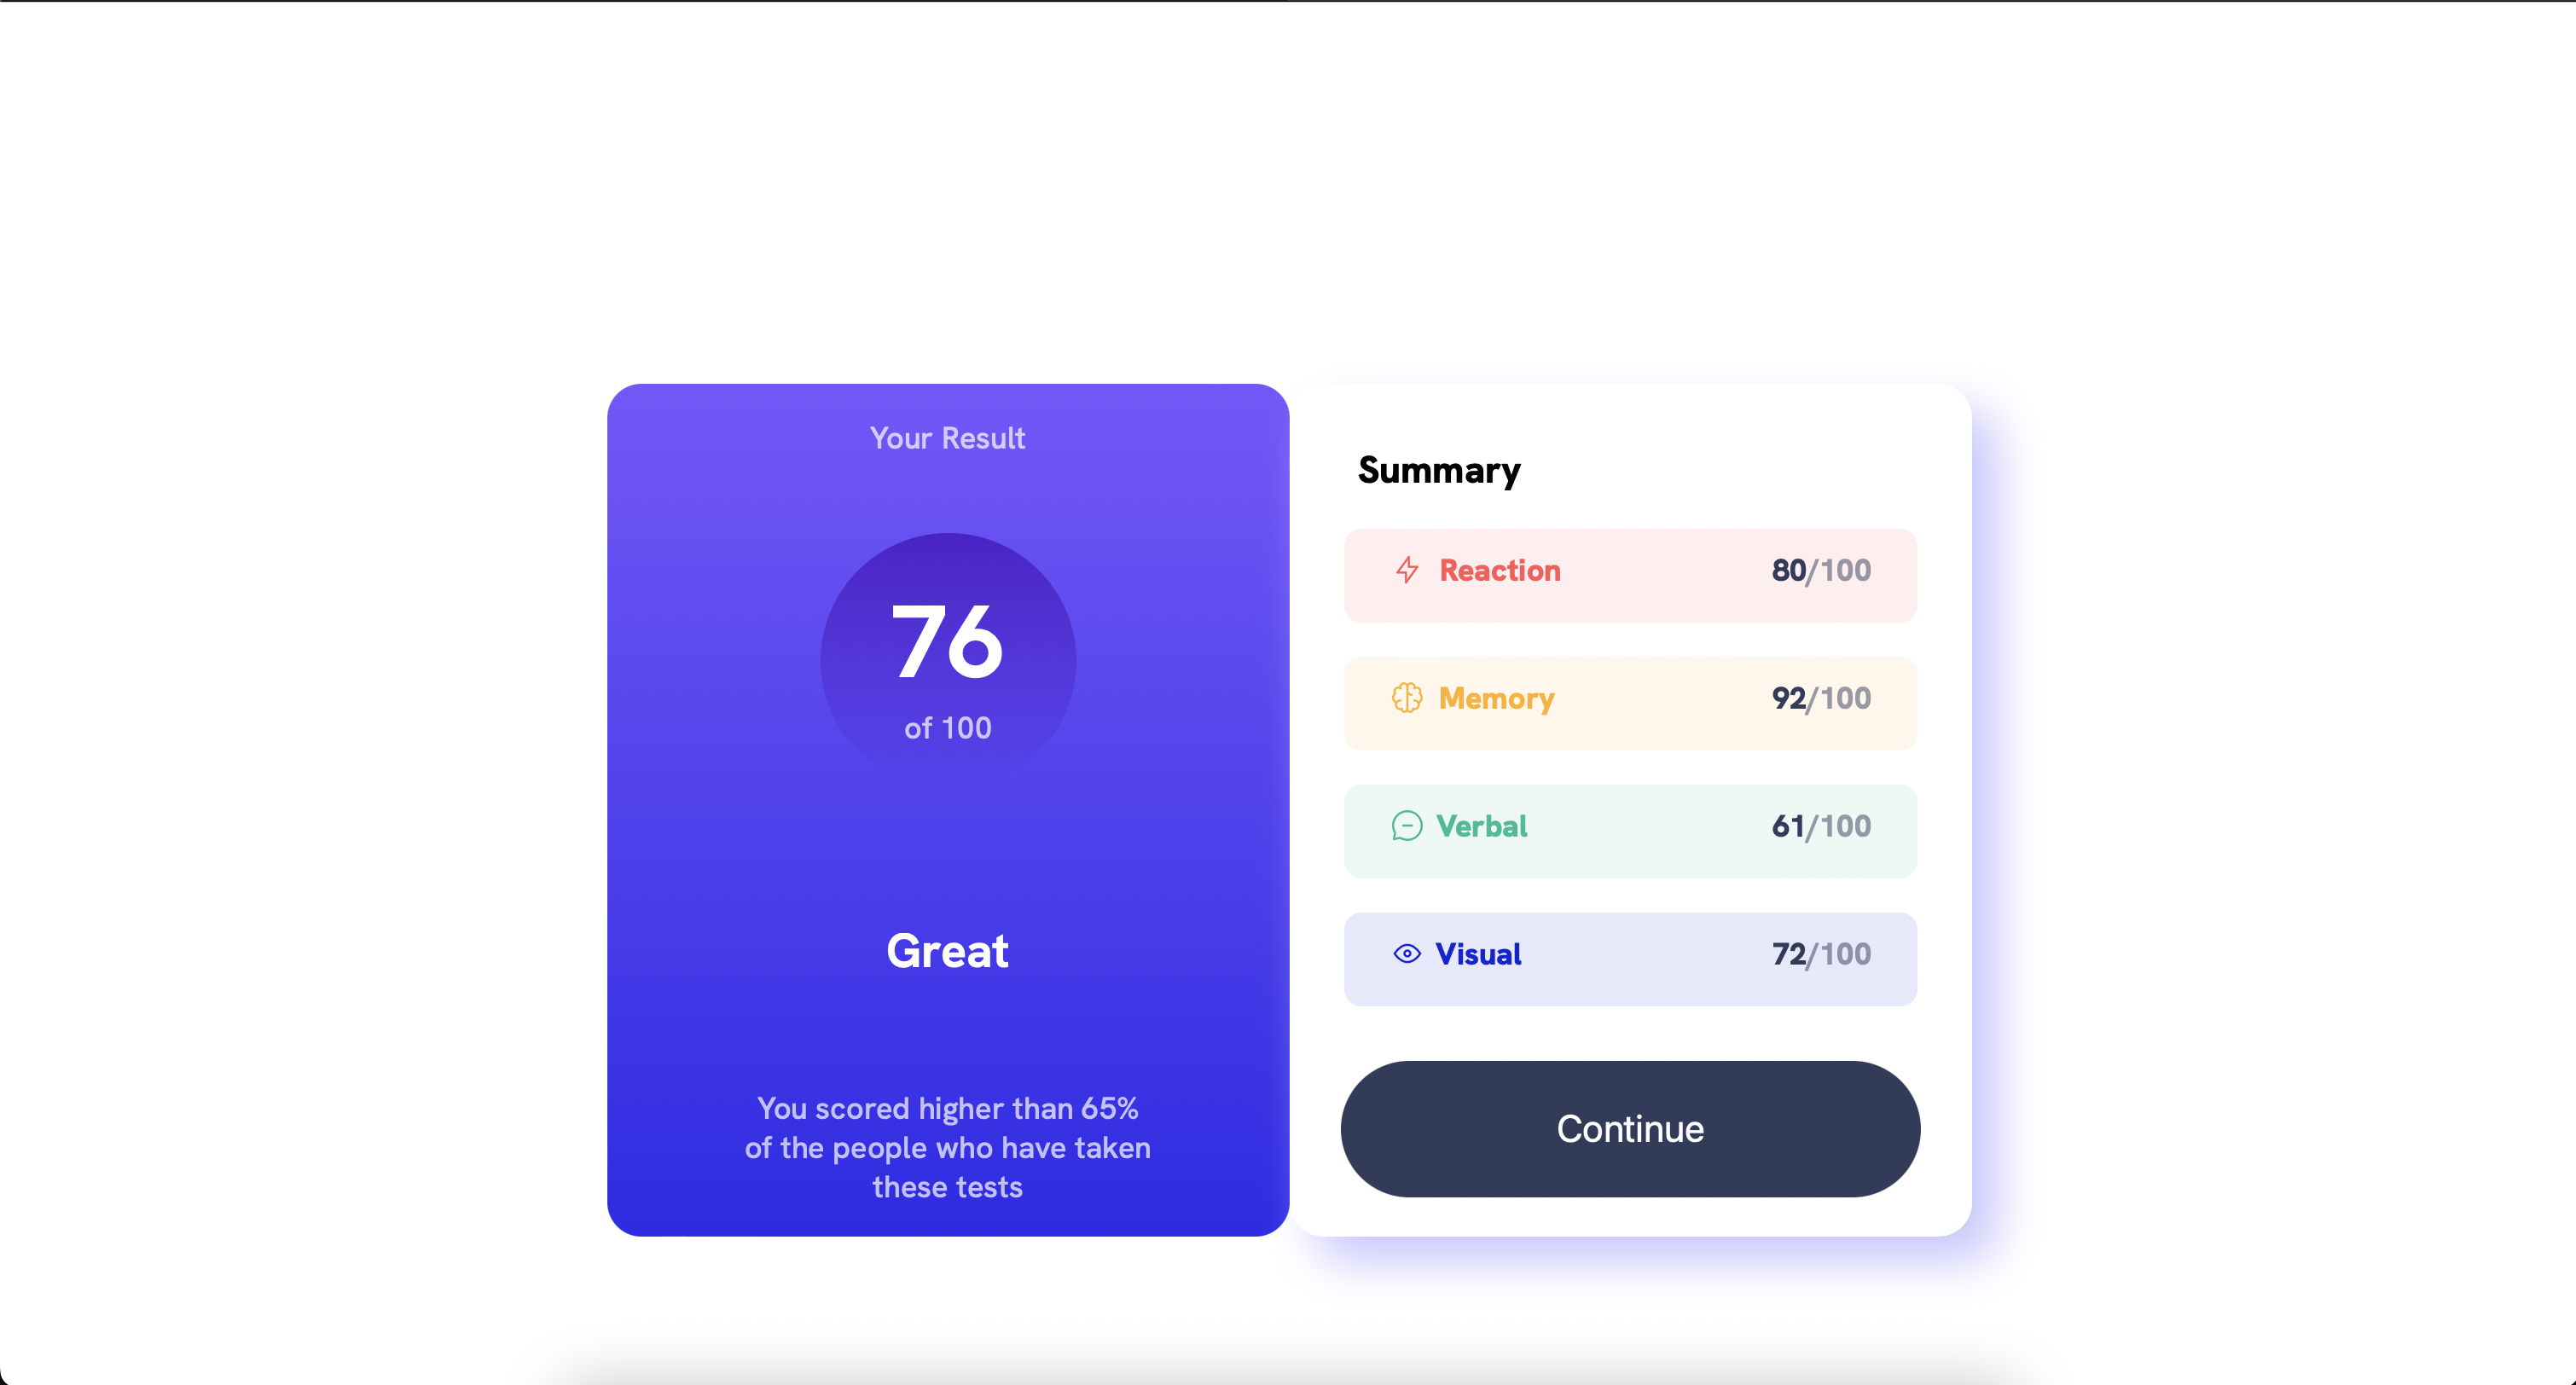 Your Result
76
of 100
Great
You scored higher than 65%
of the people who have taken
these tests
Summary
Reaction 80/100
Memory 92/100
Verbal 61/100
Visual 72/100
Continue